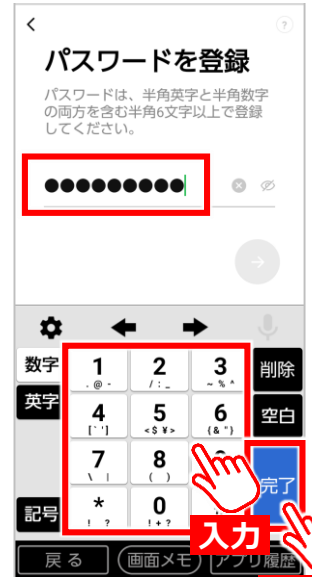 ?
パスワードを登録
パスワードは、半角英字と半角数字
の両方を含む半角6文字以上で登録
してください。
●●●●●●●●●
数字
1
. @ -
2
/ : _
3
~ % ^
削除
英字
4
[ ` ' ]
5
< $ ¥ >
6
( & " )
空白
7
\ |
8
( )
完了
記号
*
! ?
0
! + ?
入力
戻る
画面メモ
アプリ履歴